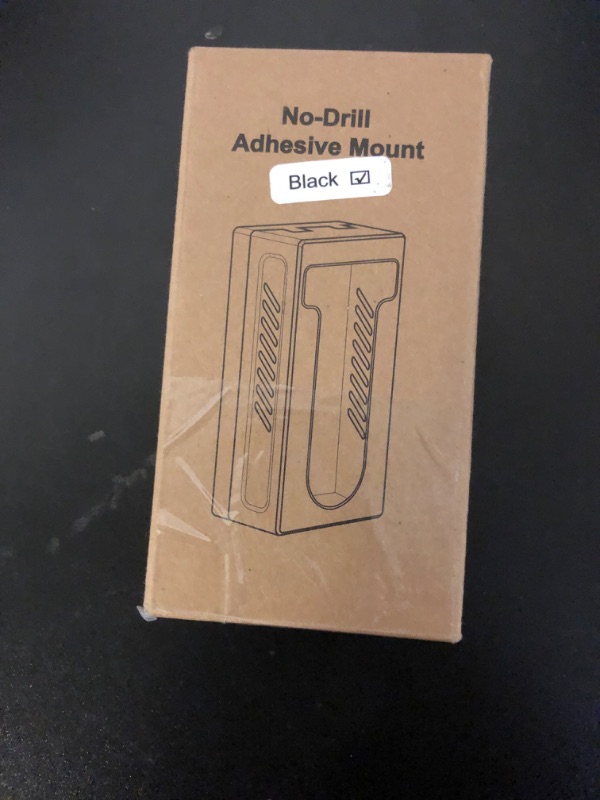 No-Drill
Adhesive Mount
Black ☑